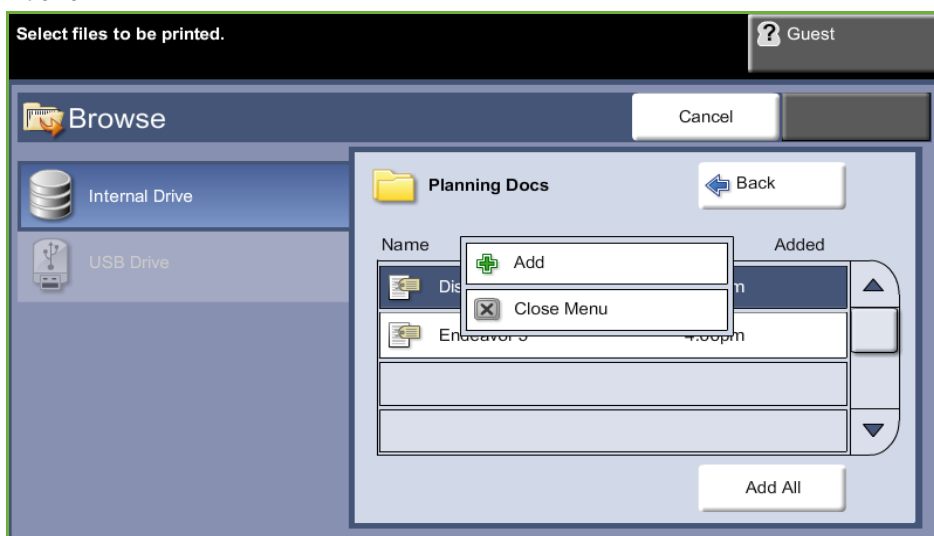 Select files to be printed.
Guest
Browse
Cancel
Internal Drive
Planning Docs
Back
USB Drive
Name
Added
Add
Close Menu
Add All